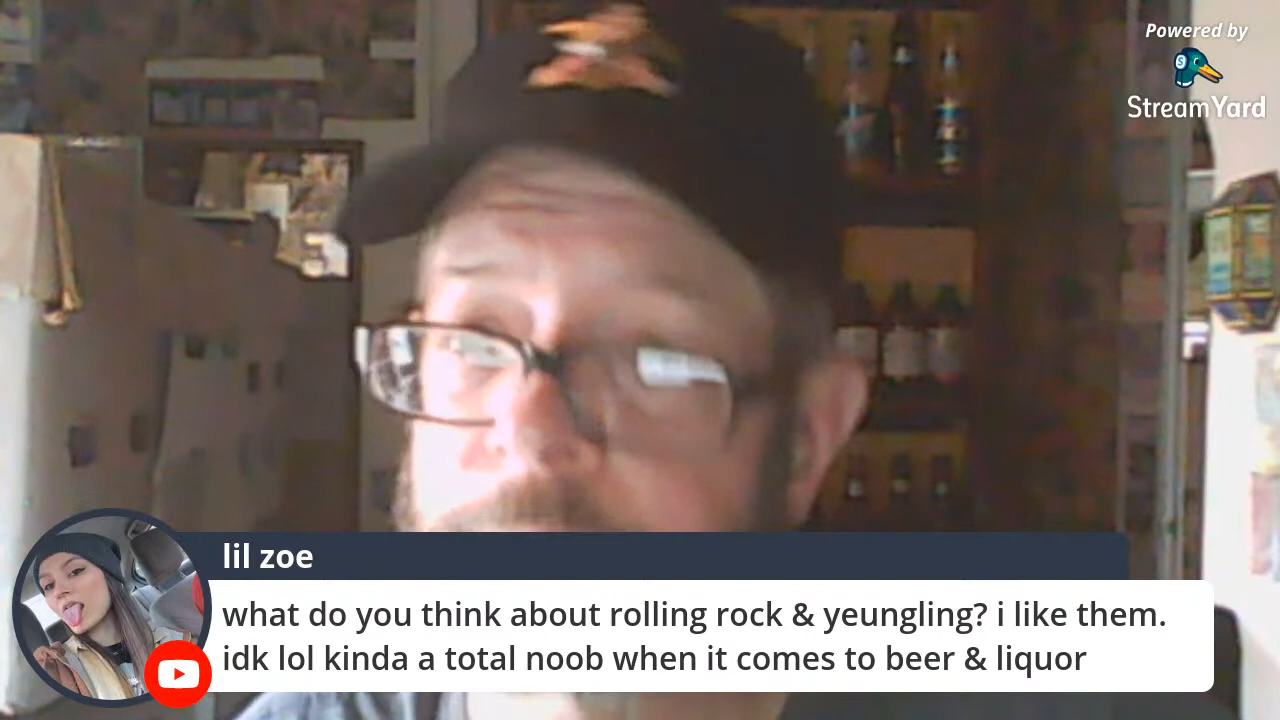 Powered by
StreamYard
lil zoe
what do you think about rolling rock & yeungling? i like them.
idk lol kinda a total noob when it comes to beer & liquor